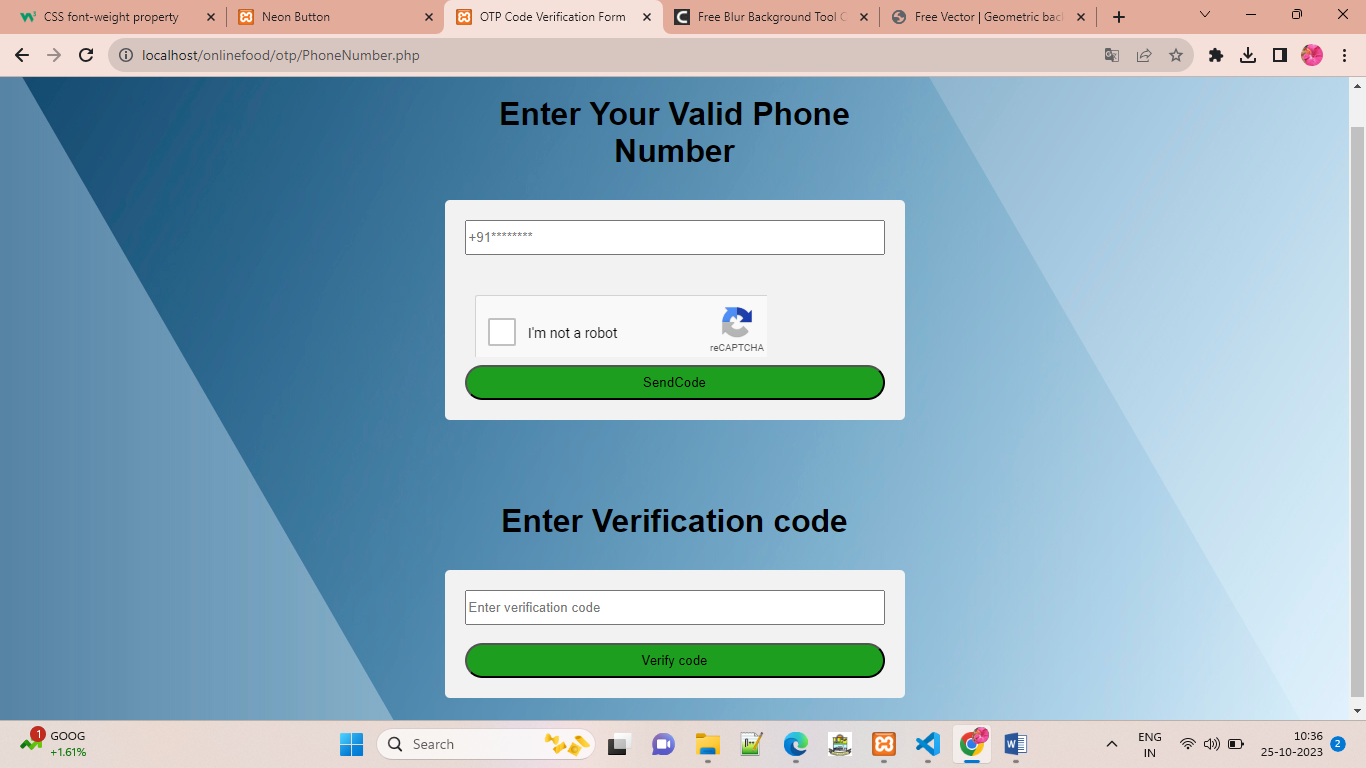 CSS font-weight property
Neon Button
OTP Code Verification Form
Free Blur Background Tool C
Free Vector | Geometric bac
localhost/onlinefood/otp/PhoneNumber.php
Enter Your Valid Phone
Number
+91********
I'm not a robot
reCAPTCHA
SendCode
Enter Verification code
Enter verification code
Verify code
1
GOOG
+1.61%
Search
ENG
IN
10:36
25-10-2023
2